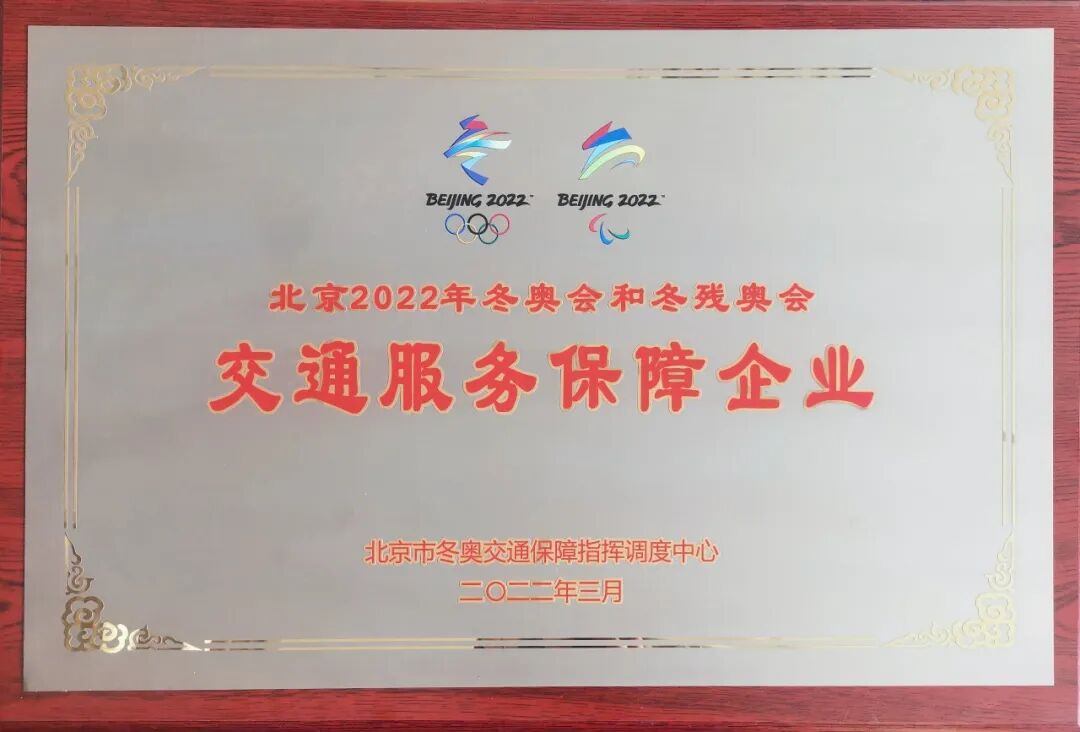 BEIJING 2022™ BEIJING 2022™
北京2022年冬奥会和冬残奥会
交通服务保障企业
北京市冬奥交通保障指挥调度中心
二〇二二年三月